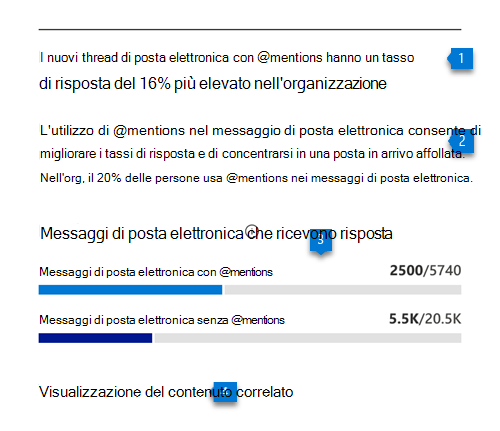 I nuovi thread di posta elettronica con @mentions hanno un tasso
1
di risposta del 16% più elevato nell'organizzazione
L'utilizzo di @mentions nel messaggio di posta elettronica consente di
2
migliorare i tassi di risposta e di concentrarsi in una posta in arrivo affollata.
Nell'org, il 20% delle persone usa @mentions nei messaggi di posta elettronica.
Messaggi di posta elettronica che ricevono risposta
3
Messaggi di posta elettronica con @mentions 2500/5740
Messaggi di posta elettronica senza @mentions 5.5K/20.5K
Visualizzazione del contenuto correlato